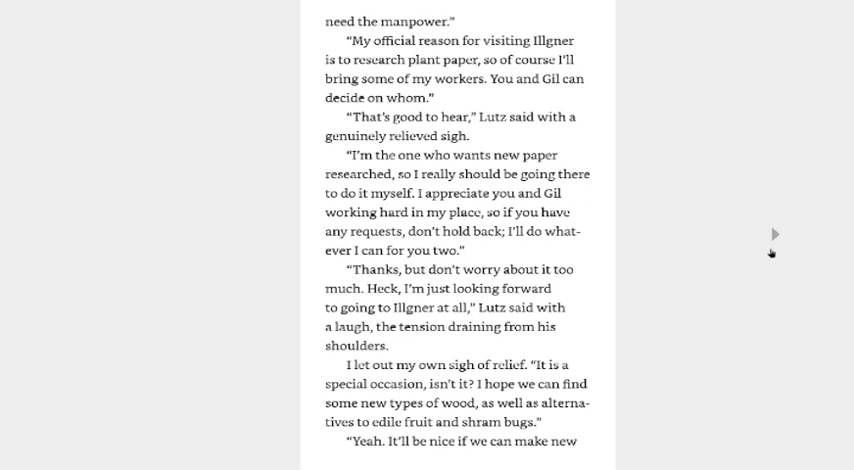 need the manpower.”
“My official reason for visiting Illgner
is to research plant paper, so of course I’ll
bring some of my workers. You and Gil can
decide on whom.”
“That’s good to hear,” Lutz said with a
genuinely relieved sigh.
“I’m the one who wants new paper
researched, so I really should be going there
to do it myself. I appreciate you and Gil
working hard in my place, so if you have
any requests, don’t hold back; I’ll do what-
ever I can for you two.”
“Thanks, but don’t worry about it too
much. Heck, I’m just looking forward
to going to Illgner at all,” Lutz said with
a laugh, the tension draining from his
shoulders.
I let out my own sigh of relief. “It is a
special occasion, isn’t it? I hope we can find
some new types of wood, as well as alterna-
tives to edile fruit and shram bugs.”
“Yeah. It’ll be nice if we can make new